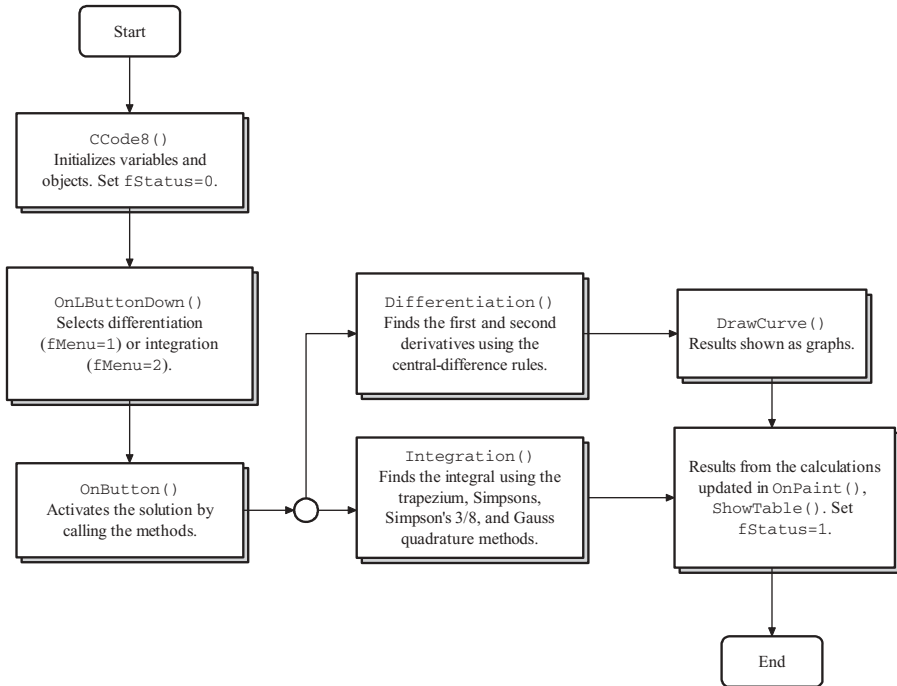 Start
CCode8()
Initializes variables and
objects. Set fStatus=0.
OnLButtonDown()
Selects differentiation
(fMenu=1) or integration
(fMenu=2).
OnButton()
Activates the solution by
calling the methods.
Differentiation()
Finds the first and second
derivatives using the
central-difference rules.
Integration()
Finds the integral using the
trapezium, Simpsons,
Simpson's 3/8, and Gauss
quadrature methods.
DrawCurve()
Results shown as graphs.
Results from the calculations
updated in OnPaint(),
ShowTable(). Set
fStatus=1.
End